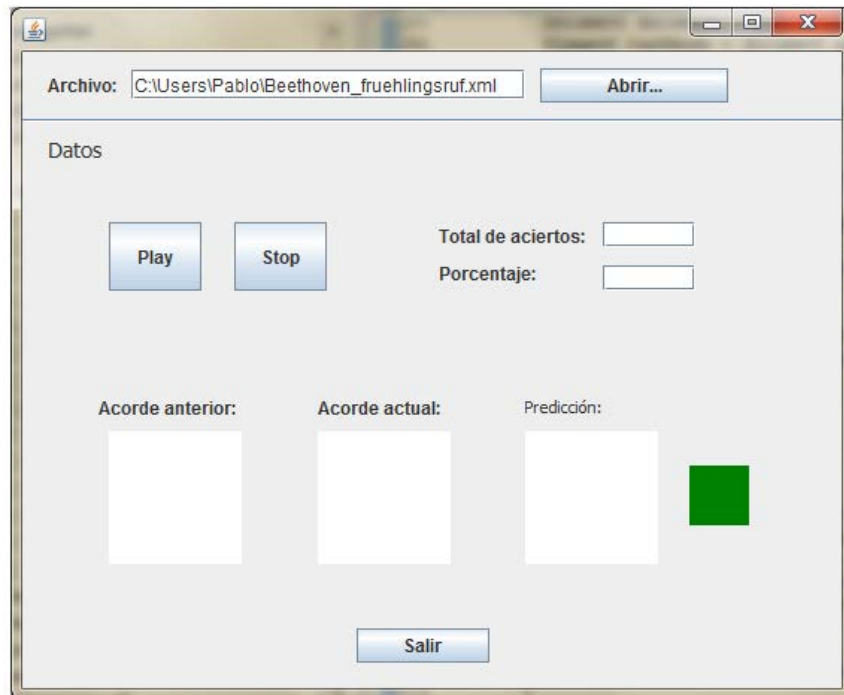 Archivo: C:\Users\Pablo\Beethoven_fruehlingsruf.xml Abrir...
Datos
Play Stop
Total de aciertos:
Porcentaje:
Acorde anterior: Acorde actual: Predicción:
Salir